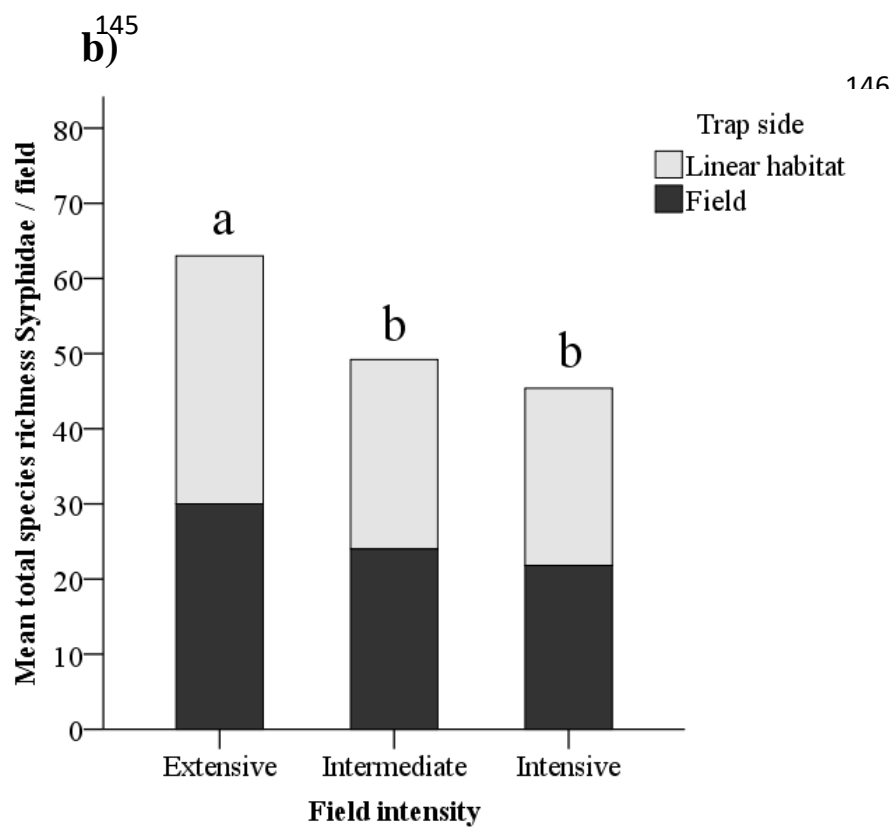 145
b)
146
Mean total species richness Syrphidae / field
80
70
60
50
40
30
20
10
0
Trap side
Linear habitat
Field
a
b
b
Extensive
Intermediate
Intensive
Field intensity